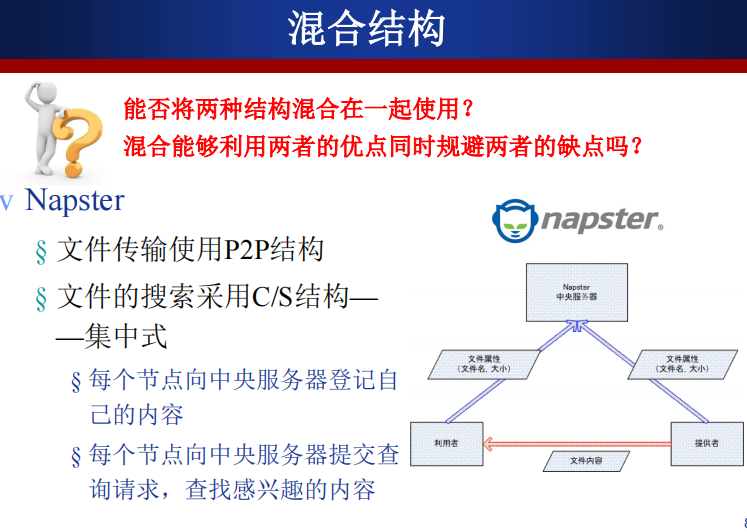 混合结构
能否将两种结构混合在一起使用？
混合能够利用两者的优点同时规避两者的缺点吗？
v Napster
§ 文件传输使用P2P结构
§ 文件的搜索采用C/S结构—
—集中式
§ 每个节点向中央服务器登记自
己的内容
§ 每个节点向中央服务器提交查
询请求，查找感兴趣的内容
napster®
Napster
中央服务器
文件属性
（文件名, 大小）
文件属性
（文件名, 大小）
利用者
提供者
文件内容